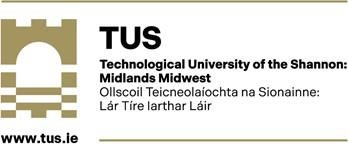 TUS
Technological University of the Shannon:
Midlands Midwest
Ollscoil Teicneolaíochta na Sionainne:
Lár Tíre Iarthar Láir
www.tus.ie